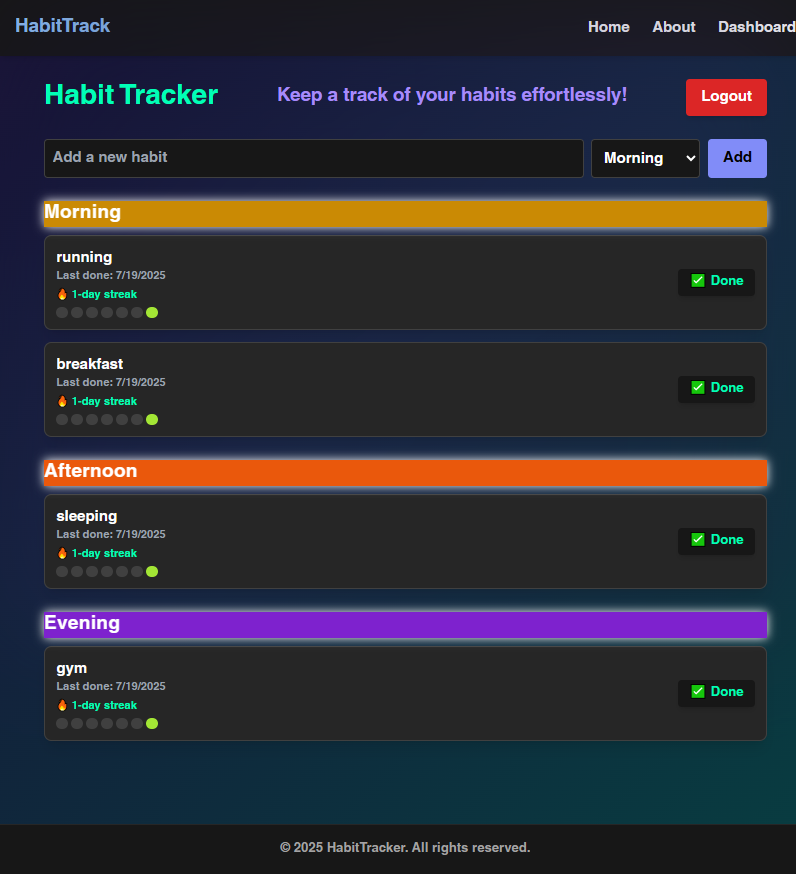 HabitTrack Home About Dashboard
Habit Tracker Keep a track of your habits effortlessly! Logout
Add a new habit Morning Add
Morning
running
Last done: 7/19/2025
🔥 1-day streak
✅ Done
breakfast
Last done: 7/19/2025
🔥 1-day streak
✅ Done
Afternoon
sleeping
Last done: 7/19/2025
🔥 1-day streak
✅ Done
Evening
gym
Last done: 7/19/2025
🔥 1-day streak
✅ Done
© 2025 HabitTracker. All rights reserved.